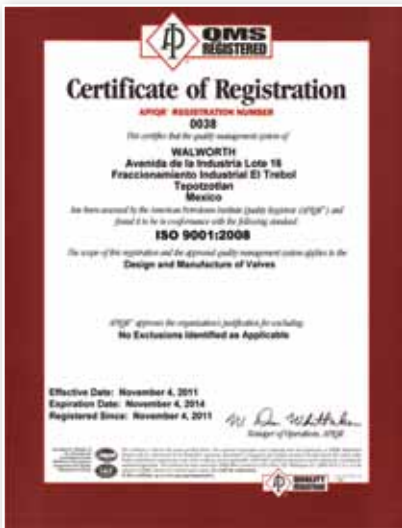 QMS
REGISTERED
Certificate of Registration
APIQR® REGISTRATION NUMBER
0038
This certifies that the quality management system of
WALWORTH
Avenida de la Industria Lote 16
Fraccionamiento Industrial El Trebol
Tepotzotlan
Mexico
has been assessed by the American Petroleum Institute Quality Registrar (APIQR®) and
found it to be in conformance with the following standard:
ISO 9001:2008
The scope of this registration and the approved quality management system applies to the
Design and Manufacture of Valves
APIQR® approves the organization's justification for excluding:
No Exclusions Identified as Applicable
Effective Date: November 4, 2011
Expiration Date: November 4, 2014
Registered Since: November 4, 2011
Manager of Operations, APIQR
QUALITY
REGISTRAR